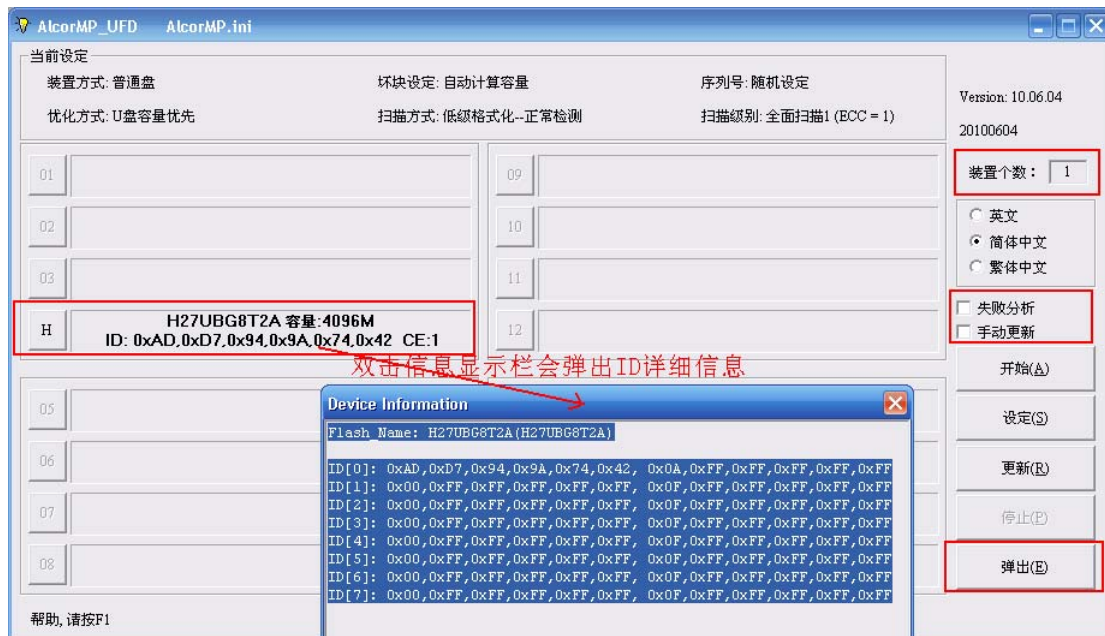 AlcorMP_UFD AlcorMP.ini
当前设定
装置方式: 普通盘 坏块设定: 自动计算容量 序列号: 随机设定
优化方式: U盘容量优先 扫描方式: 低级格式化--正常检测 扫描级别: 全面扫描1 (ECC = 1)
Version: 10.06.04
20100604
装置个数： 1
英文
简体中文
繁体中文
失败分析
手动更新
开始(A)
设定(S)
更新(R)
停止(P)
弹出(E)
01
02
03
H
H27UBG8T2A 容量:4096M
ID: 0xAD,0xD7,0x94,0x9A,0x74,0x42 CE:1
09
10
11
12
双击信息显示栏会弹出ID详细信息
05
06
07
08
Device Information
Flash_Name: H27UBG8T2A(H27UBG8T2A)
ID[0]: 0xAD,0xD7,0x94,0x9A,0x74,0x42, 0x0A,0xFF,0xFF,0xFF,0xFF,0xFF
ID[1]: 0x00,0xFF,0xFF,0xFF,0xFF,0xFF, 0x0F,0xFF,0xFF,0xFF,0xFF,0xFF
ID[2]: 0x00,0xFF,0xFF,0xFF,0xFF,0xFF, 0x0F,0xFF,0xFF,0xFF,0xFF,0xFF
ID[3]: 0x00,0xFF,0xFF,0xFF,0xFF,0xFF, 0x0F,0xFF,0xFF,0xFF,0xFF,0xFF
ID[4]: 0x00,0xFF,0xFF,0xFF,0xFF,0xFF, 0x0F,0xFF,0xFF,0xFF,0xFF,0xFF
ID[5]: 0x00,0xFF,0xFF,0xFF,0xFF,0xFF, 0x0F,0xFF,0xFF,0xFF,0xFF,0xFF
ID[6]: 0x00,0xFF,0xFF,0xFF,0xFF,0xFF, 0x0F,0xFF,0xFF,0xFF,0xFF,0xFF
ID[7]: 0x00,0xFF,0xFF,0xFF,0xFF,0xFF, 0x0F,0xFF,0xFF,0xFF,0xFF,0xFF
帮助, 请按F1